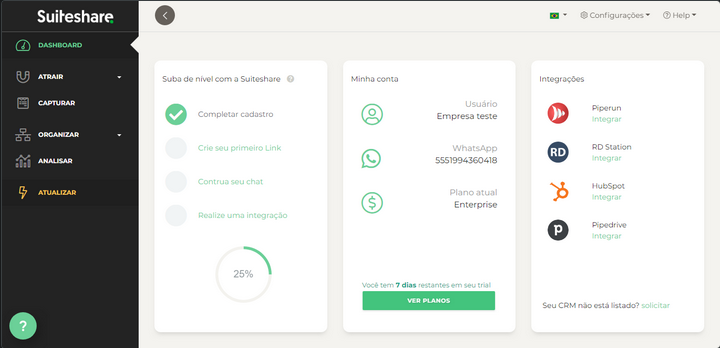 Suiteshare
Configurações
Help
DASHBOARD
ATRAIR
CAPTURAR
ORGANIZAR
ANALISAR
ATUALIZAR
?
Suba de nível com a Suiteshare ?
Completar cadastro
Crie seu primeiro Link
Contrua seu chat
Realize uma integração
25%
Minha conta
Usuário
Empresa teste
WhatsApp
5551994360418
Plano atual
Enterprise
Você tem 7 dias restantes em seu trial
VER PLANOS
Integrações
Piperun
Integrar
RD
RD Station
Integrar
HubSpot
Integrar
p
Pipedrive
Integrar
Seu CRM não está listado? solicitar